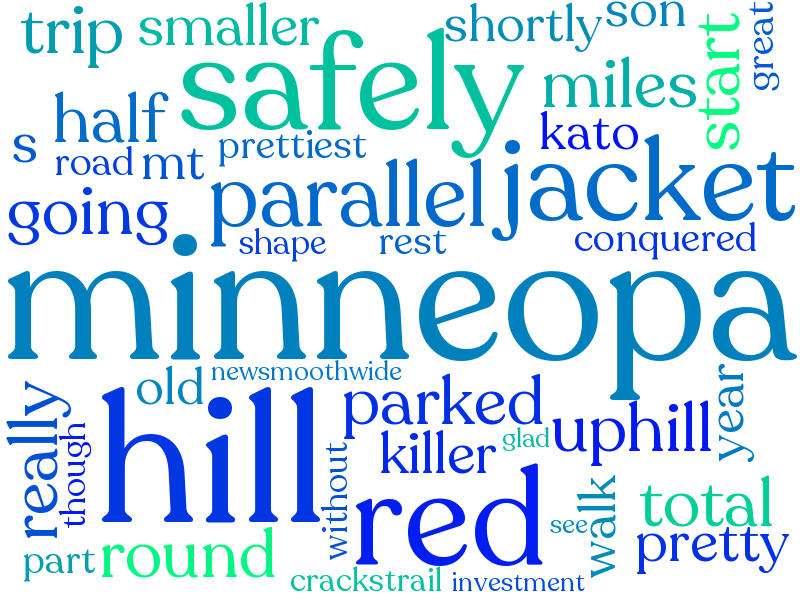 trip
smaller
safely
shortly
son
great
start
miles
half
s
road
mt
prettiest
kato
jacket
parallel
going
shape
rest
conquered
minneopa
newsmoothwide
old
hill
parked
year
really
though
killer
glad
uphill
without
red
see
walk
total
pretty
part
round
crackstrail
investment